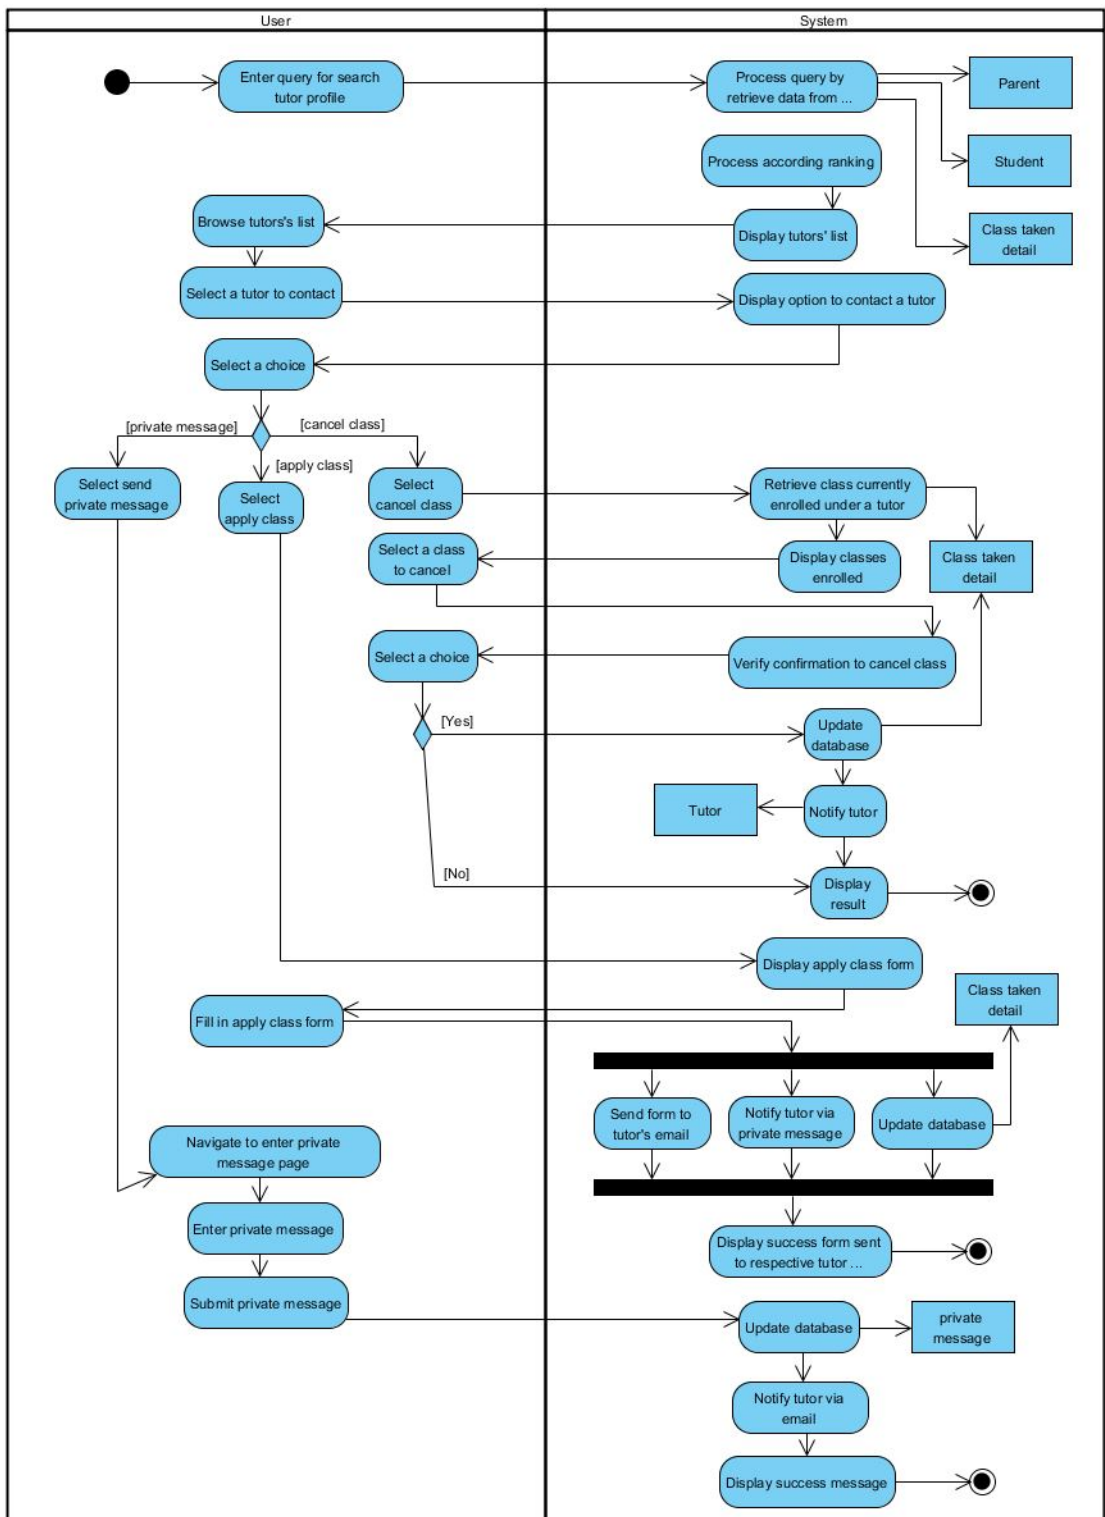 User
System
Enter query for search
tutor profile
Process query by
retrieve data from ...
Parent
Process according ranking
Student
Browse tutors's list
Display tutors' list
Class taken
detail
Select a tutor to contact
Display option to contact a tutor
Select a choice
[private message]
[cancel class]
[apply class]
Select send
private message
Select
apply class
Select
cancel class
Retrieve class currently
enrolled under a tutor
Select a class
to cancel
Display classes
enrolled
Class taken
detail
Select a choice
Verify confirmation to cancel class
[Yes]
Update
database
Tutor
Notify tutor
[No]
Display
result
Display apply class form
Class taken
detail
Fill in apply class form
Send form to
tutor's email
Notify tutor via
private message
Update database
Navigate to enter private
message page
Enter private message
Display success form sent
to respective tutor ...
Submit private message
Update database
private
message
Notify tutor via
email
Display success message